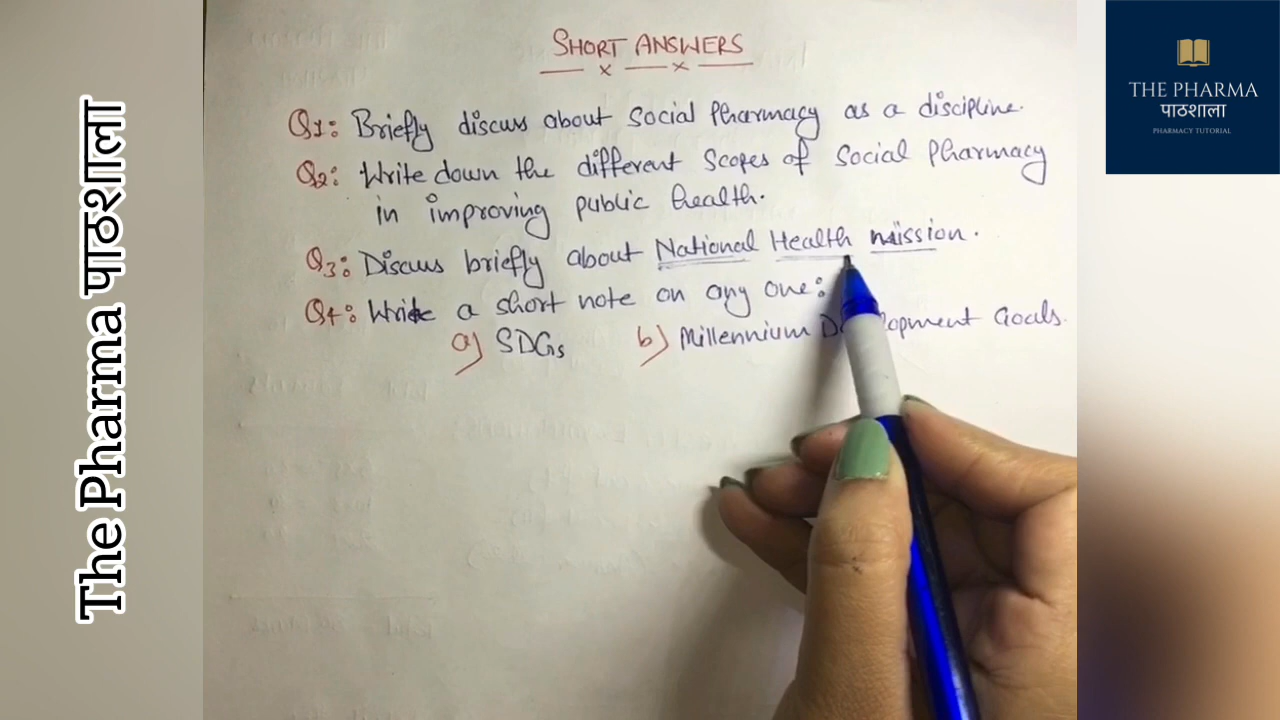 The Pharma पाठशाला
SHORT ANSWERS
Q1: Briefly discuss about Social Pharmacy as a discipline.
Q2: Write down the different Scopes of Social Pharmacy
in improving public health.
Q3: Discuss briefly about National Health mission.
Q4: Write a short note on any one:
a) SDGs b) Millennium Development Goals.
THE PHARMA
पाठशाला
PHARMACY TUTORIAL